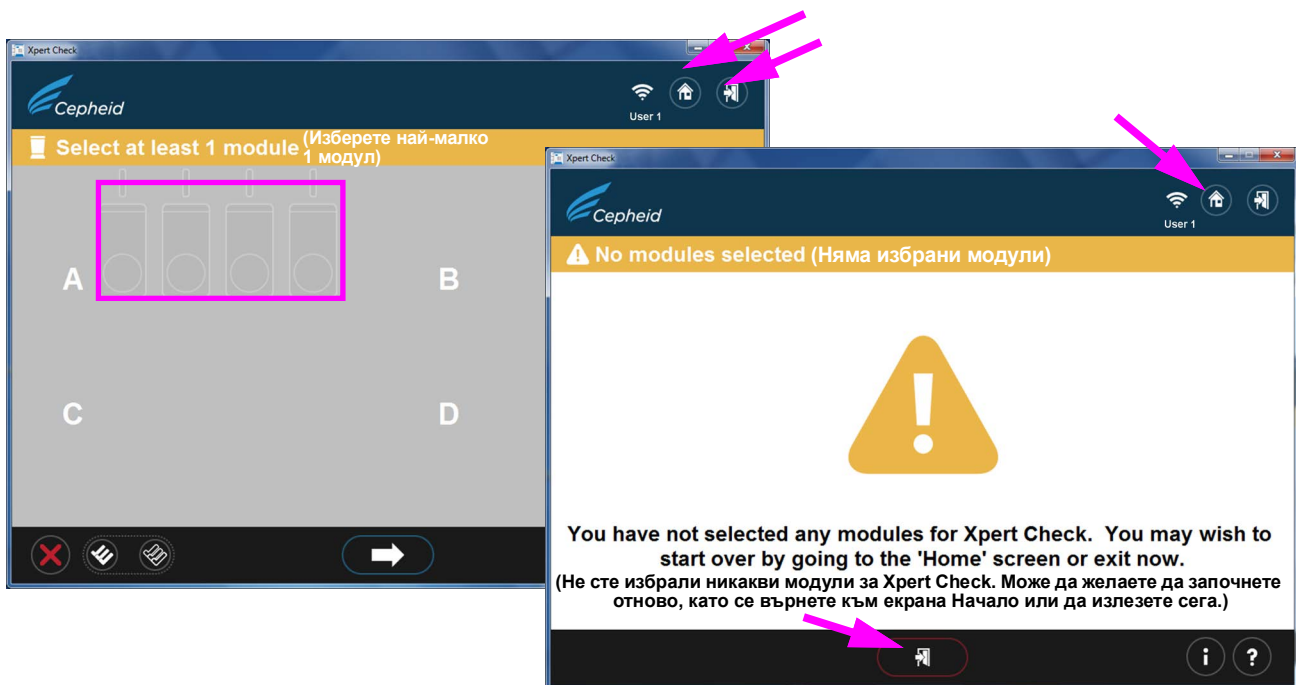 Xpert Check
Cepheid
User 1
Select at least 1 module (Изберете най-малко
1 модул)
A
B
C
D
Xpert Check
Cepheid
User 1
No modules selected (Няма избрани модули)
You have not selected any modules for Xpert Check. You may wish to
start over by going to the 'Home' screen or exit now.
(Не сте избрали никакви модули за Xpert Check. Може да желаете да започнете
отново, като се върнете към екрана Начало или да излезете сега.)
i ?